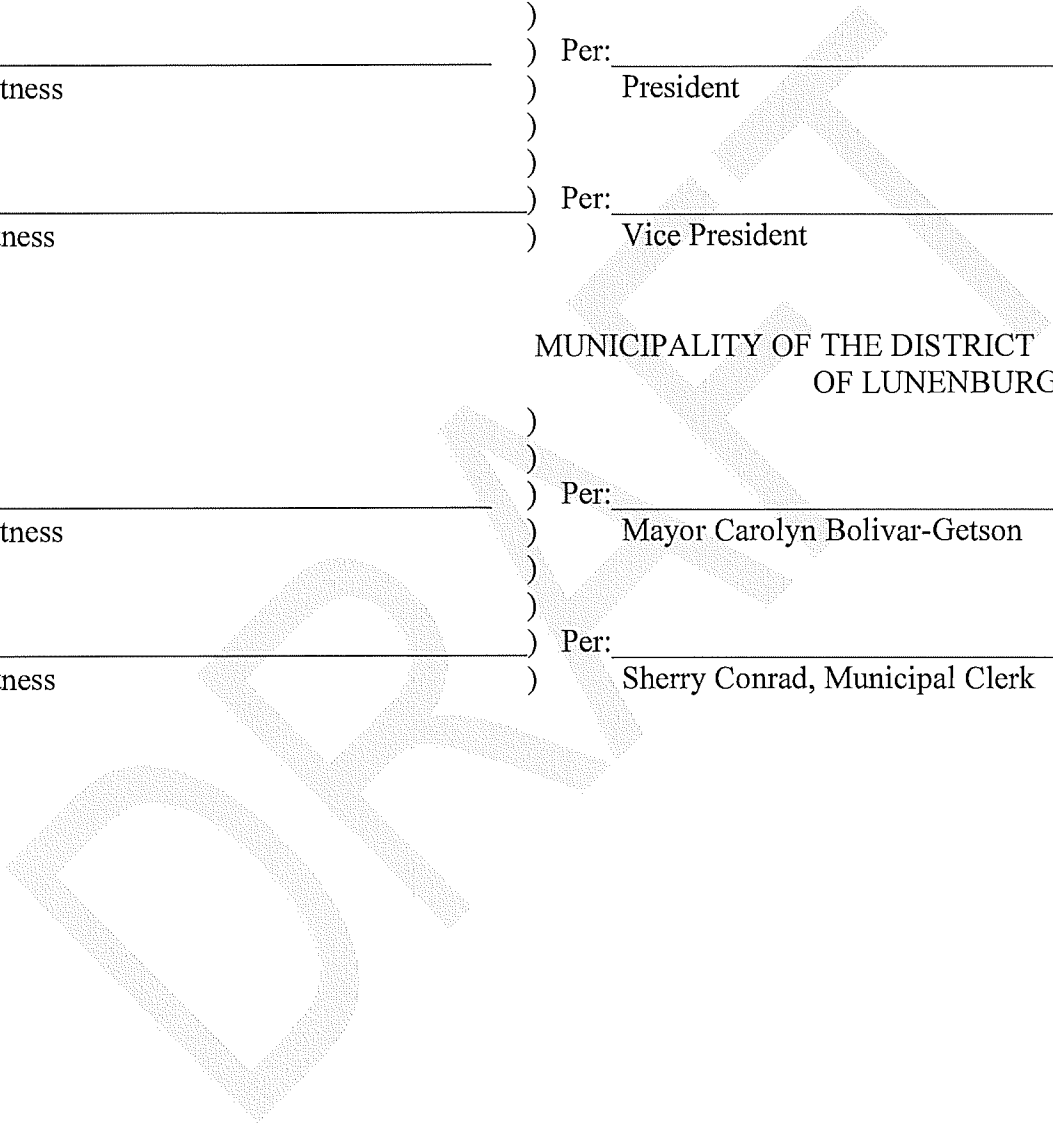 )
) Per:
tness ) President
)
)
) Per:
ness ) Vice President
MUNICIPALITY OF THE DISTRICT
OF LUNENBURG
)
)
) Per:
tness ) Mayor Carolyn Bolivar-Getson
)
)
) Per:
ness ) Sherry Conrad, Municipal Clerk
DRAFT